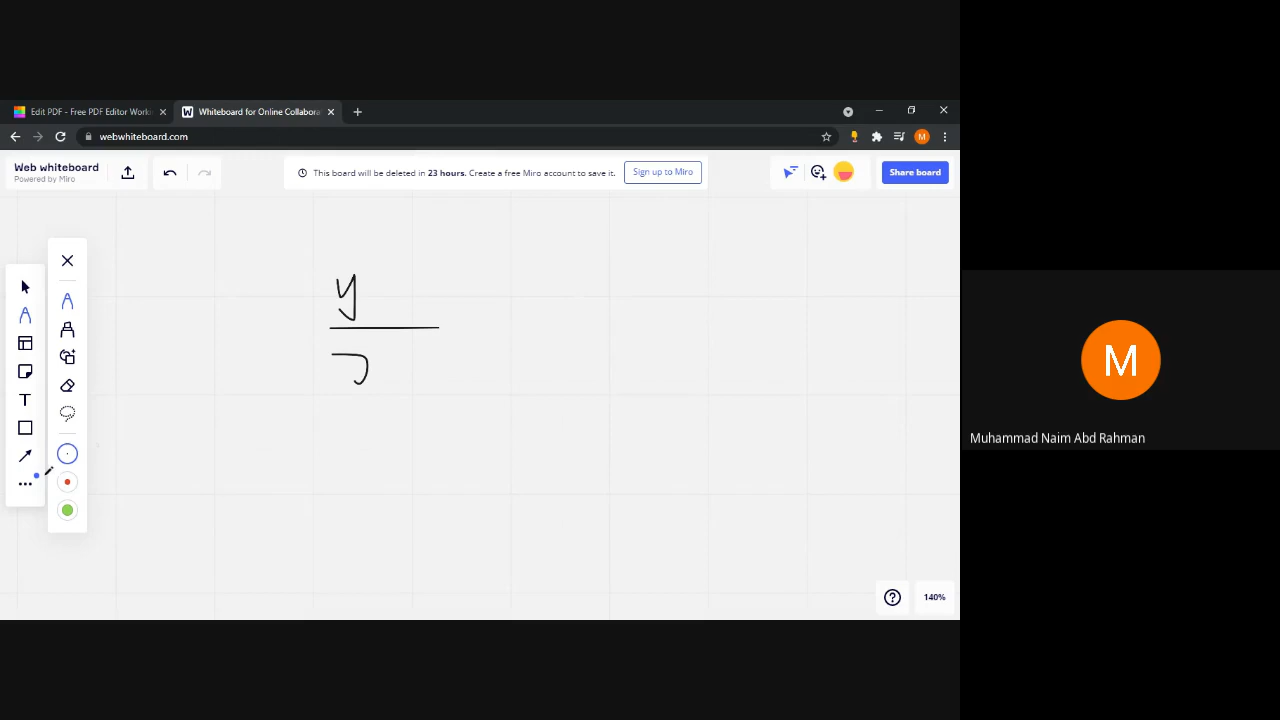 Edit PDF - Free PDF Editor Worki
Whiteboard for Online Collabora
webwhiteboard.com
M
Web whiteboard
Powered by Miro
This board will be deleted in 23 hours. Create a free Miro account to save it.
Sign up to Miro
Share board
y
T
140%
M
Muhammad Naim Abd Rahman